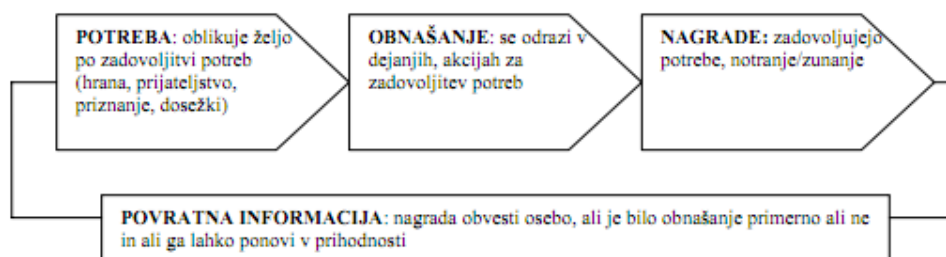 POTREBA: oblikuje željo
po zadovoljitvi potreb
(hrana, prijateljstvo,
priznanje, dosežki)
OBNAŠANJE: se odrazi v
dejanjih, akcijah za
zadovoljitev potreb
NAGRADE: zadovoljujejo
potrebe, notranje/zunanje
POVRATNA INFORMACIJA: nagrada obvesti osebo, ali je bilo obnašanje primerno ali ne
in ali ga lahko ponovi v prihodnosti